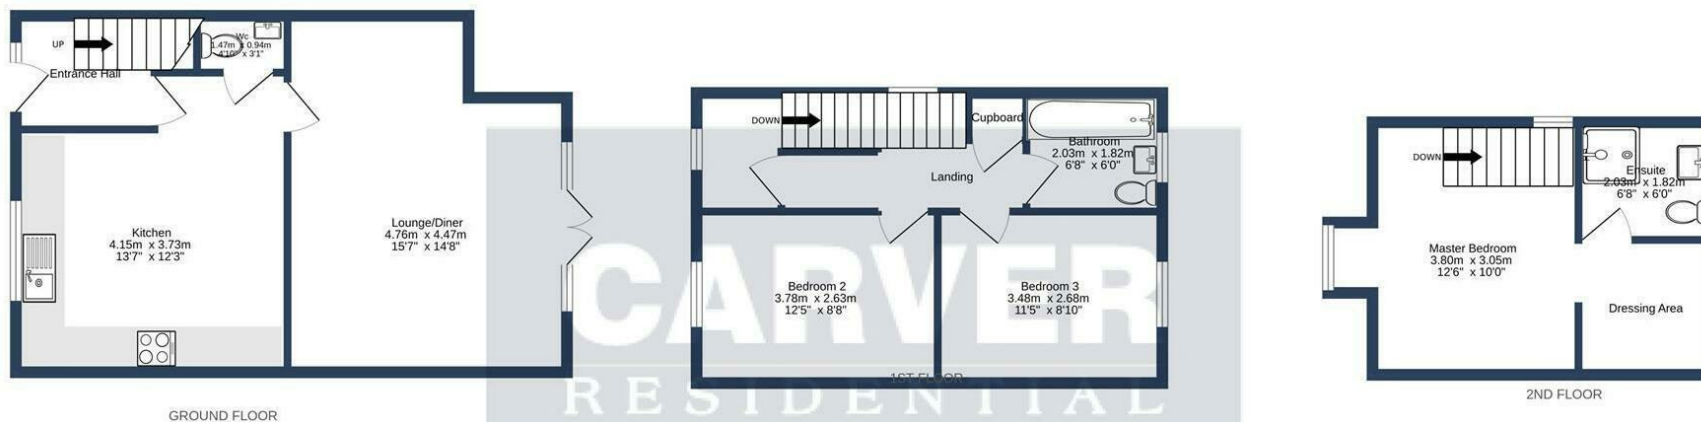 UP
Entrance Hall
Wc
1.47m x 0.94m
4'10" x 3'1"
Kitchen
4.15m x 3.73m
13'7" x 12'3"
Lounge/Diner
4.76m x 4.47m
15'7" x 14'8"
GROUND FLOOR
DOWN
Cupboard
Bathroom
2.03m x 1.82m
6'8" x 6'0"
Landing
Bedroom 2
3.78m x 2.63m
12'5" x 8'8"
Bedroom 3
3.48m x 2.68m
11'5" x 8'10"
1ST FLOOR
CARVER
RESIDENTIAL
DOWN
Ensuite
2.03m x 1.82m
6'8" x 6'0"
Master Bedroom
3.80m x 3.05m
12'6" x 10'0"
Dressing Area
2ND FLOOR